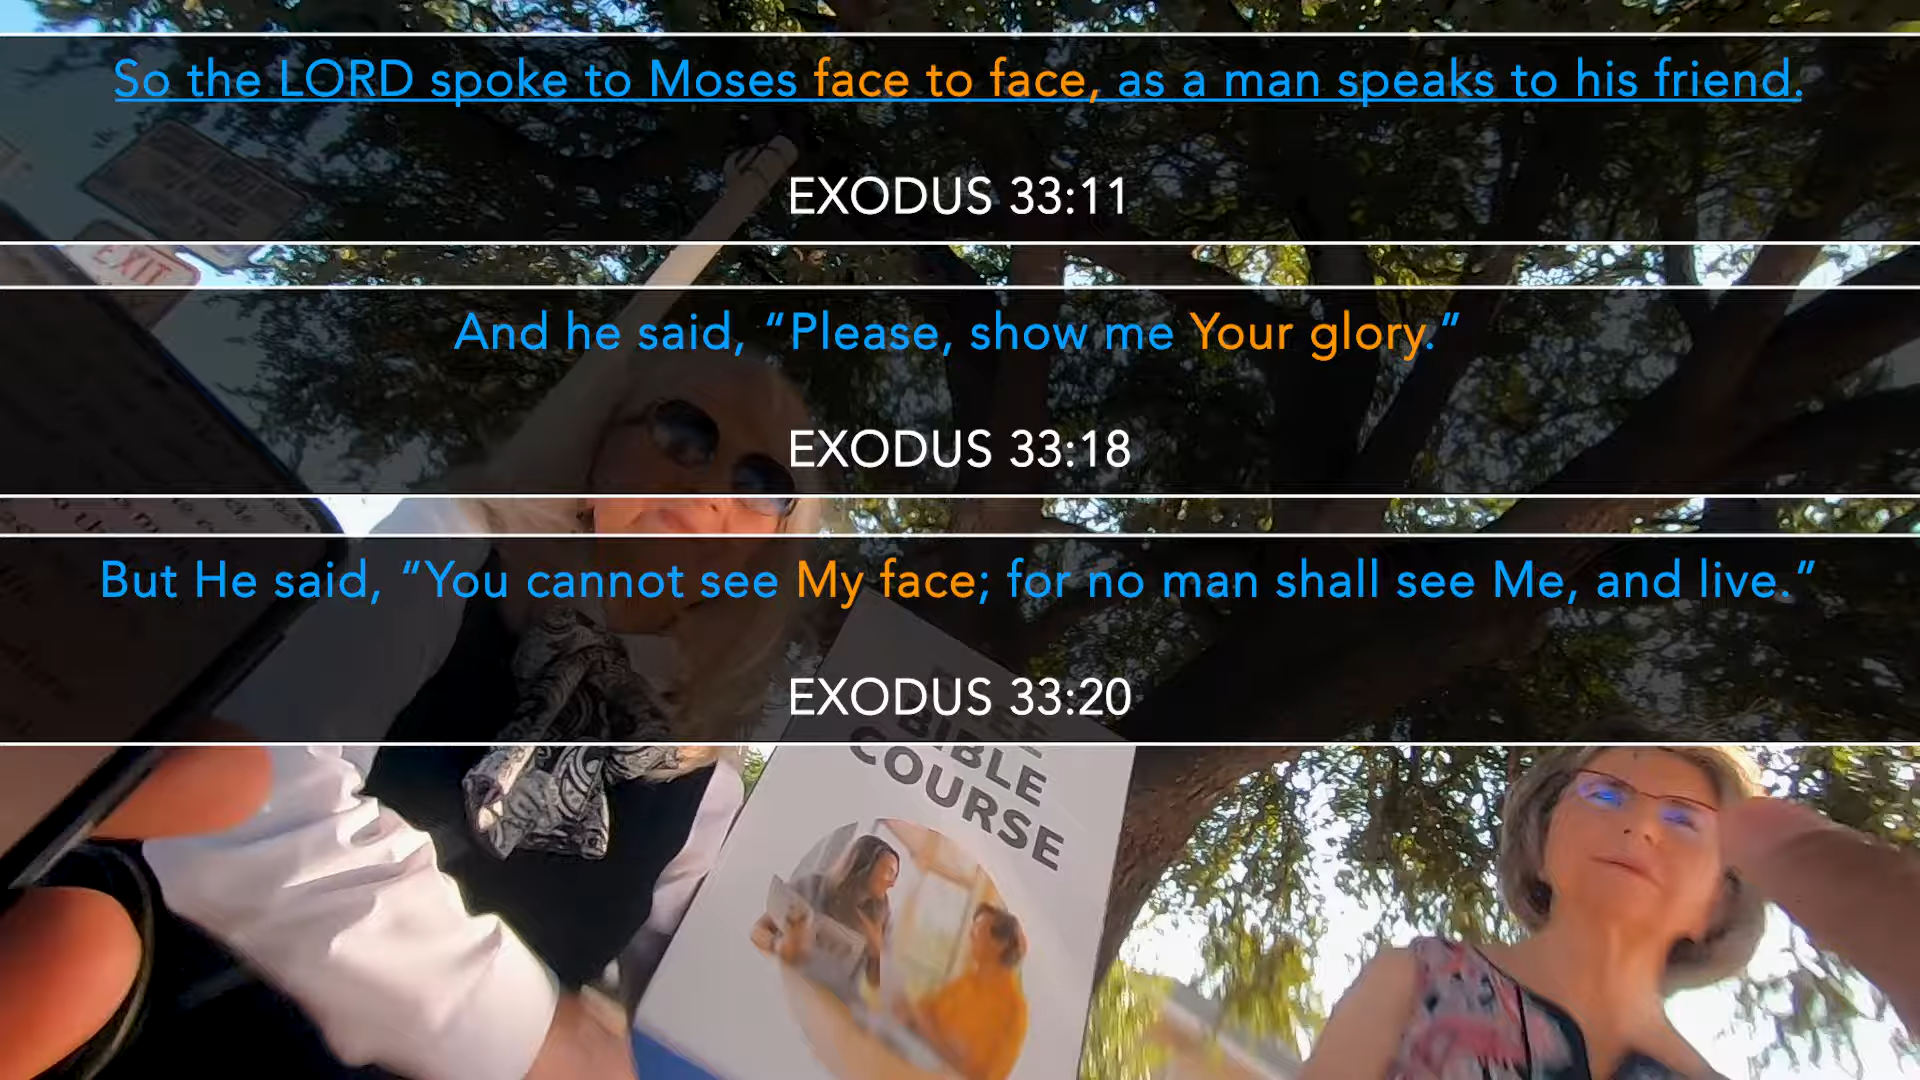 So the LORD spoke to Moses face to face, as a man speaks to his friend.
EXODUS 33:11
EXIT
And he said, “Please, show me Your glory.”
EXODUS 33:18
But He said, “You cannot see My face; for no man shall see Me, and live.”
EXODUS 33:20
BIBLE
COURSE